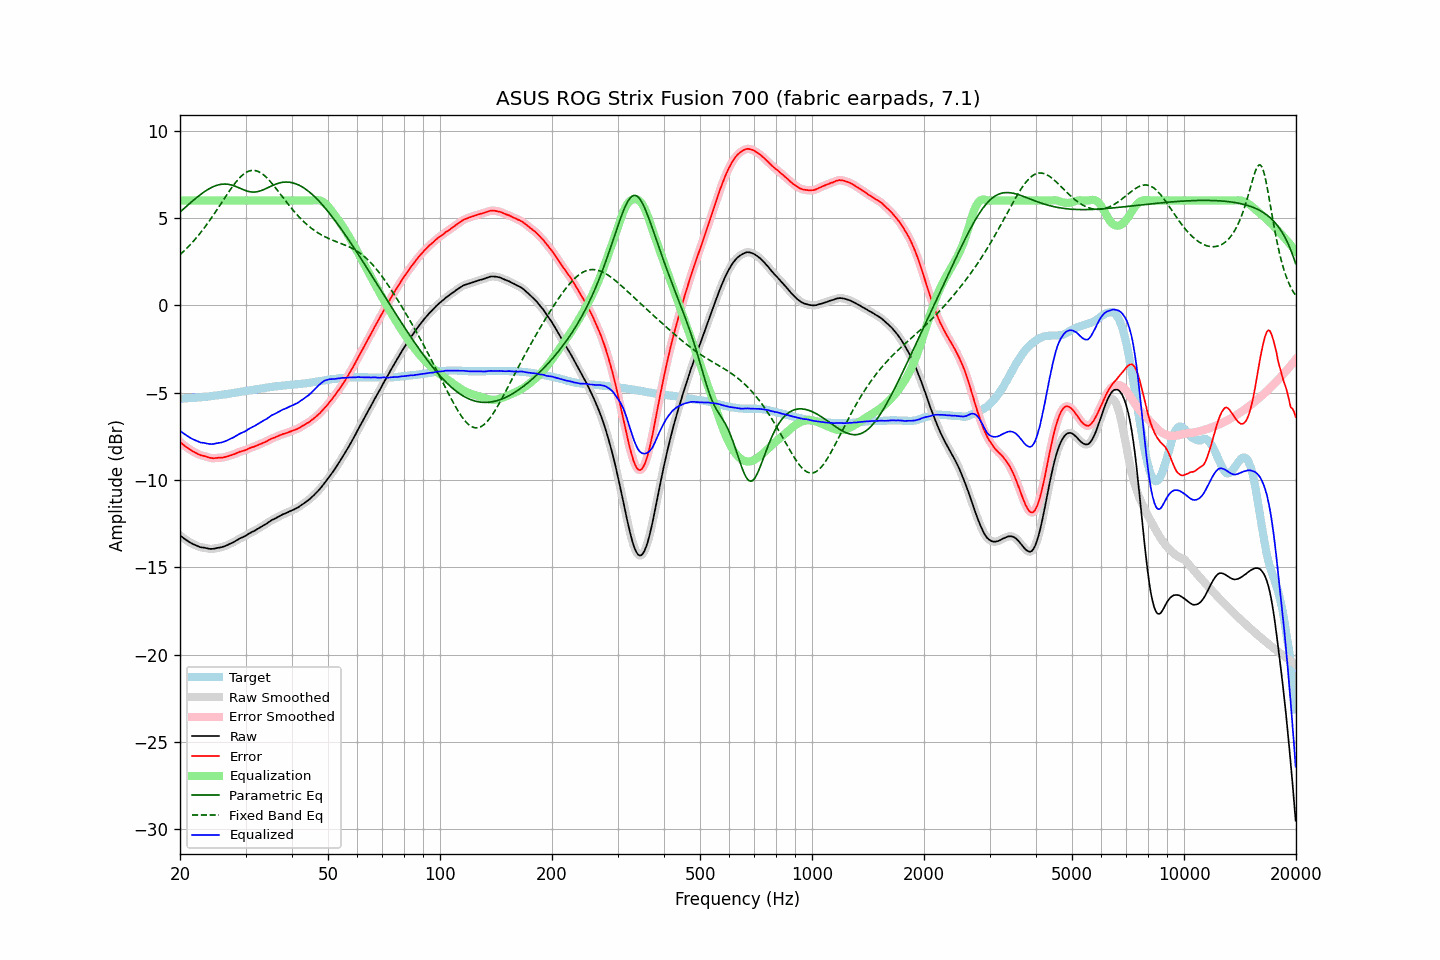 ASUS ROG Strix Fusion 700 (fabric earpads, 7.1)
Amplitude (dBr)
10
5
0
−5
−10
−15
−20
−25
−30
Target
Raw Smoothed
Error Smoothed
Raw
Error
Equalization
Parametric Eq
Fixed Band Eq
Equalized
20 50 100 200 500 1000 2000 5000 10000 20000
Frequency (Hz)